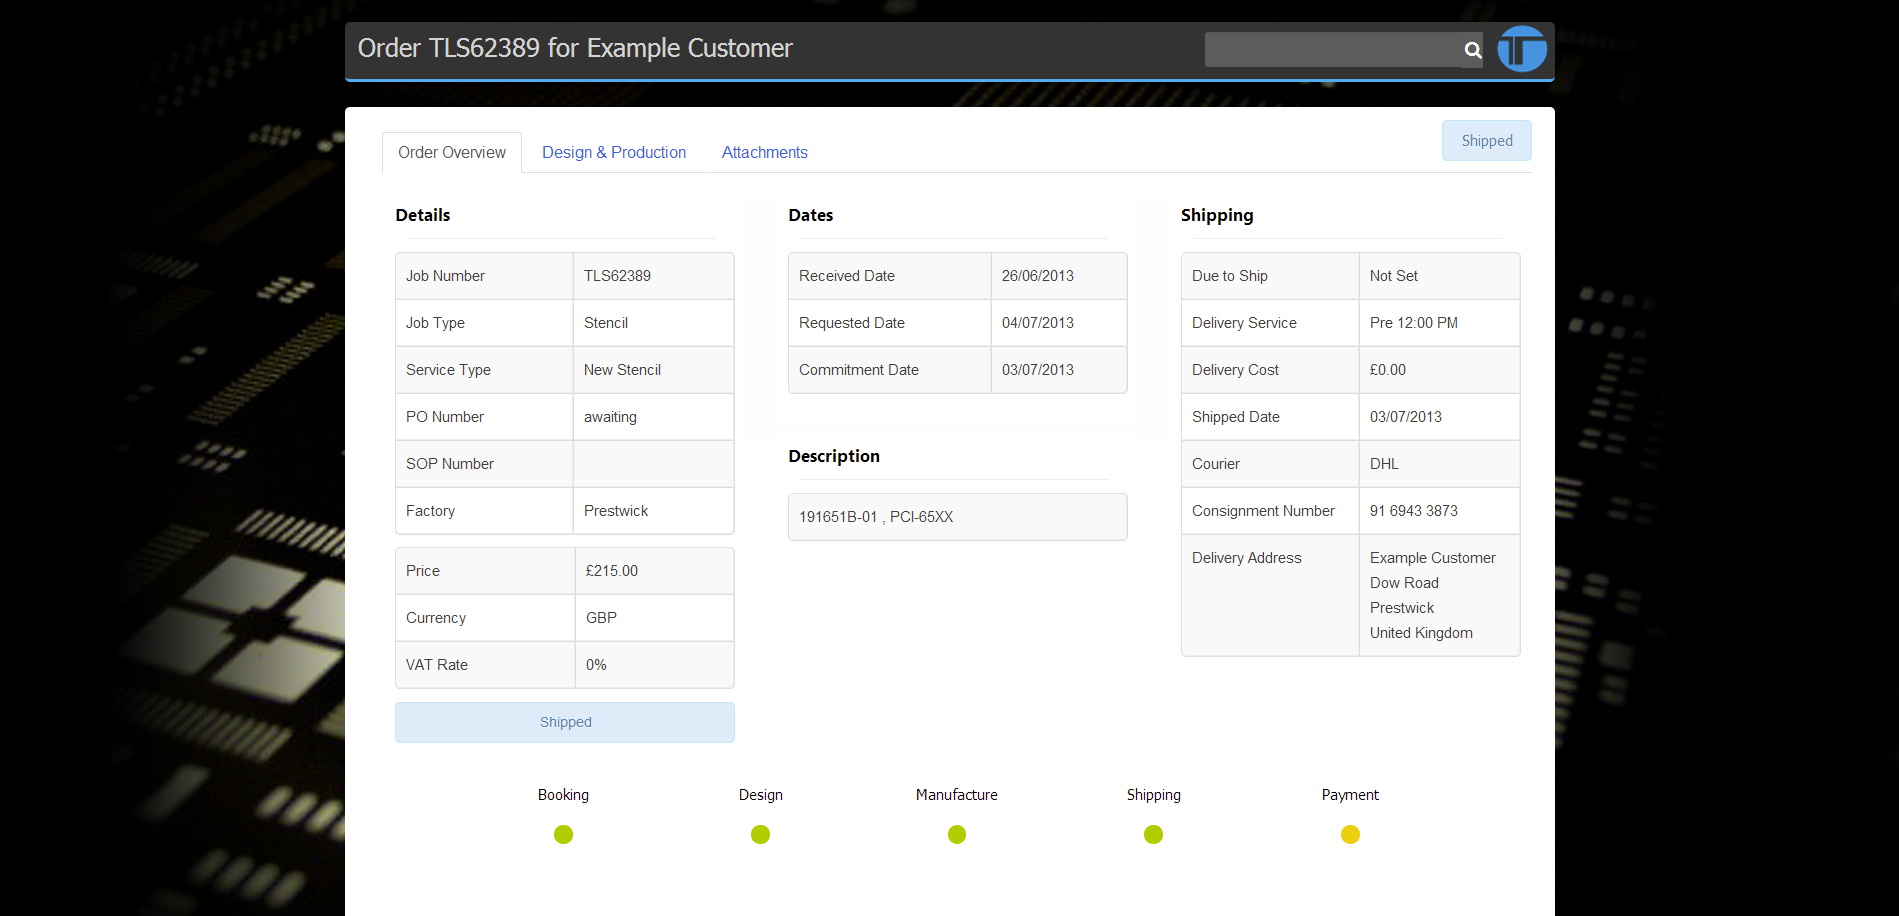 Order TLS62389 for Example Customer
Order Overview
Design & Production
Attachments
Shipped
Details
Job Number TLS62389
Job Type Stencil
Service Type New Stencil
PO Number awaiting
SOP Number
Factory Prestwick
Price £215.00
Currency GBP
VAT Rate 0%
Shipped
Dates
Received Date 26/06/2013
Requested Date 04/07/2013
Commitment Date 03/07/2013
Description
191651B-01 , PCI-65XX
Shipping
Due to Ship Not Set
Delivery Service Pre 12:00 PM
Delivery Cost £0.00
Shipped Date 03/07/2013
Courier DHL
Consignment Number 91 6943 3873
Delivery Address Example Customer
Dow Road
Prestwick
United Kingdom
Booking Design Manufacture Shipping Payment